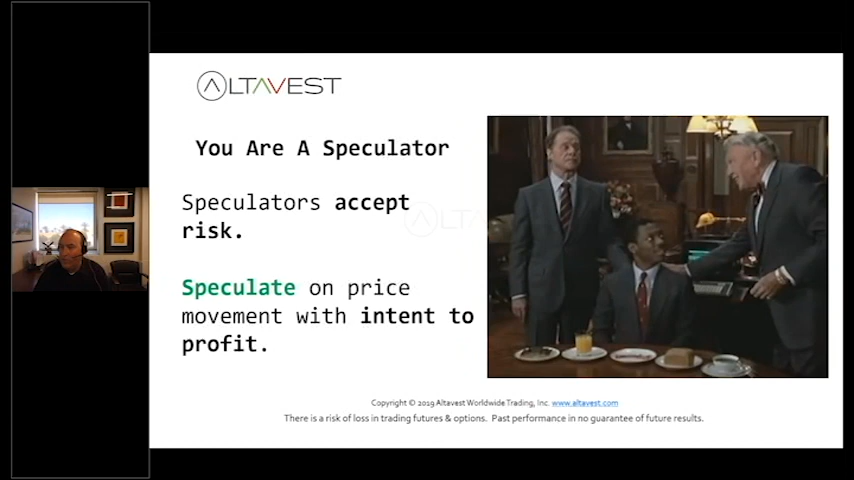 ALTAVEST
You Are A Speculator
Speculators accept
risk.
ALTA
Speculate on price
movement with intent to
profit.
Copyright © 2019 Altavest Worldwide Trading, Inc. www.altavest.com
There is a risk of loss in trading futures & options. Past performance in no guarantee of future results.